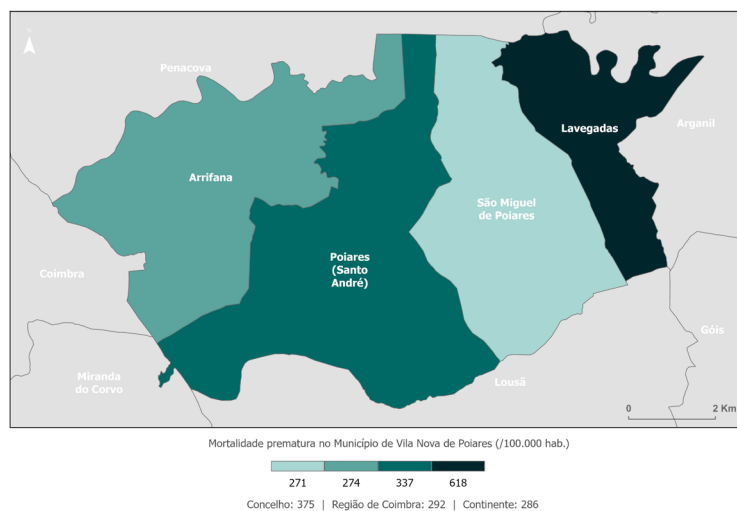 N
Penacova
Lavegadas
Arganil
Arrifana
São Miguel
de Poiares
Poiares
(Santo
André)
Coimbra
Góis
Miranda
do Corvo
Lousã
0 2 Km
Mortalidade prematura no Município de Vila Nova de Poiares (/100.000 hab.)
271 274 337 618
Concelho: 375 | Região de Coimbra: 292 | Continente: 286